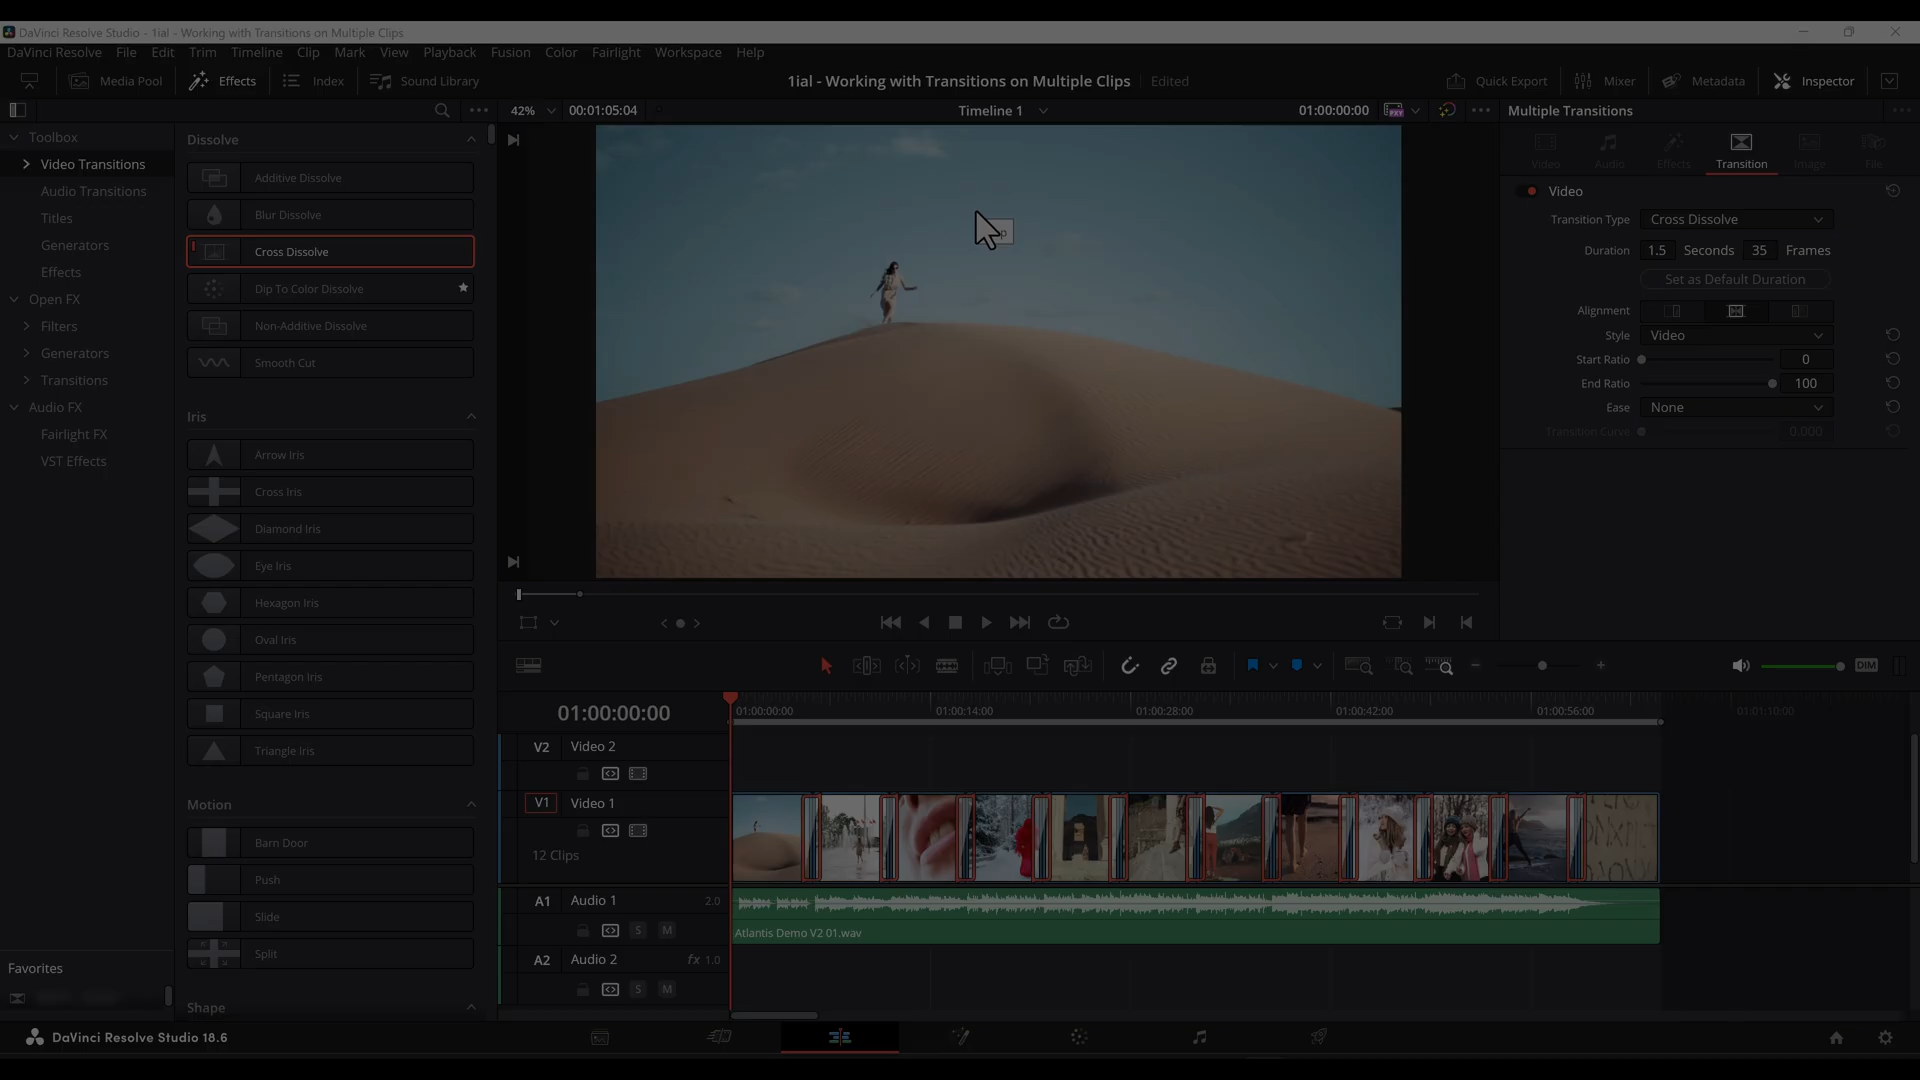 DaVinci Resolve Studio - 1ial - Working with Transitions on Multiple Clips
DaVinci Resolve File Edit Trim Timeline Clip Mark View Playback Fusion Color Fairlight Workspace Help
Media Pool Effects Index Sound Library 1ial - Working with Transitions on Multiple Clips Edited Quick Export Mixer Metadata Inspector
42% 00:01:05:04 Timeline 1 01:00:00:00 Multiple Transitions
Toolbox
Video Transitions
Audio Transitions
Titles
Generators
Effects
Open FX
Filters
Generators
Transitions
Audio FX
Fairlight FX
VST Effects
Favorites
Dissolve
Additive Dissolve
Blur Dissolve
Cross Dissolve
Dip To Color Dissolve
Non-Additive Dissolve
Smooth Cut
Iris
Arrow Iris
Cross Iris
Diamond Iris
Eye Iris
Hexagon Iris
Oval Iris
Pentagon Iris
Square Iris
Triangle Iris
Motion
Barn Door
Push
Slide
Split
Shape
Video Audio Effects Transition Image File
Video
Transition Type Cross Dissolve
Duration 1.5 Seconds 35 Frames
Set as Default Duration
Alignment
Style Video
Start Ratio 0
End Ratio 100
Ease None
Transition Curve 0.000
DIM
01:00:00:00 01:00:00:00 01:00:14:00 01:00:28:00 01:00:42:00 01:00:56:00 01:01:10:00
V2 Video 2
V1 Video 1
12 Clips
A1 Audio 1 2.0
S M
Atlantis Demo V2 01.wav
A2 Audio 2 fx 1.0
S M
DaVinci Resolve Studio 18.6